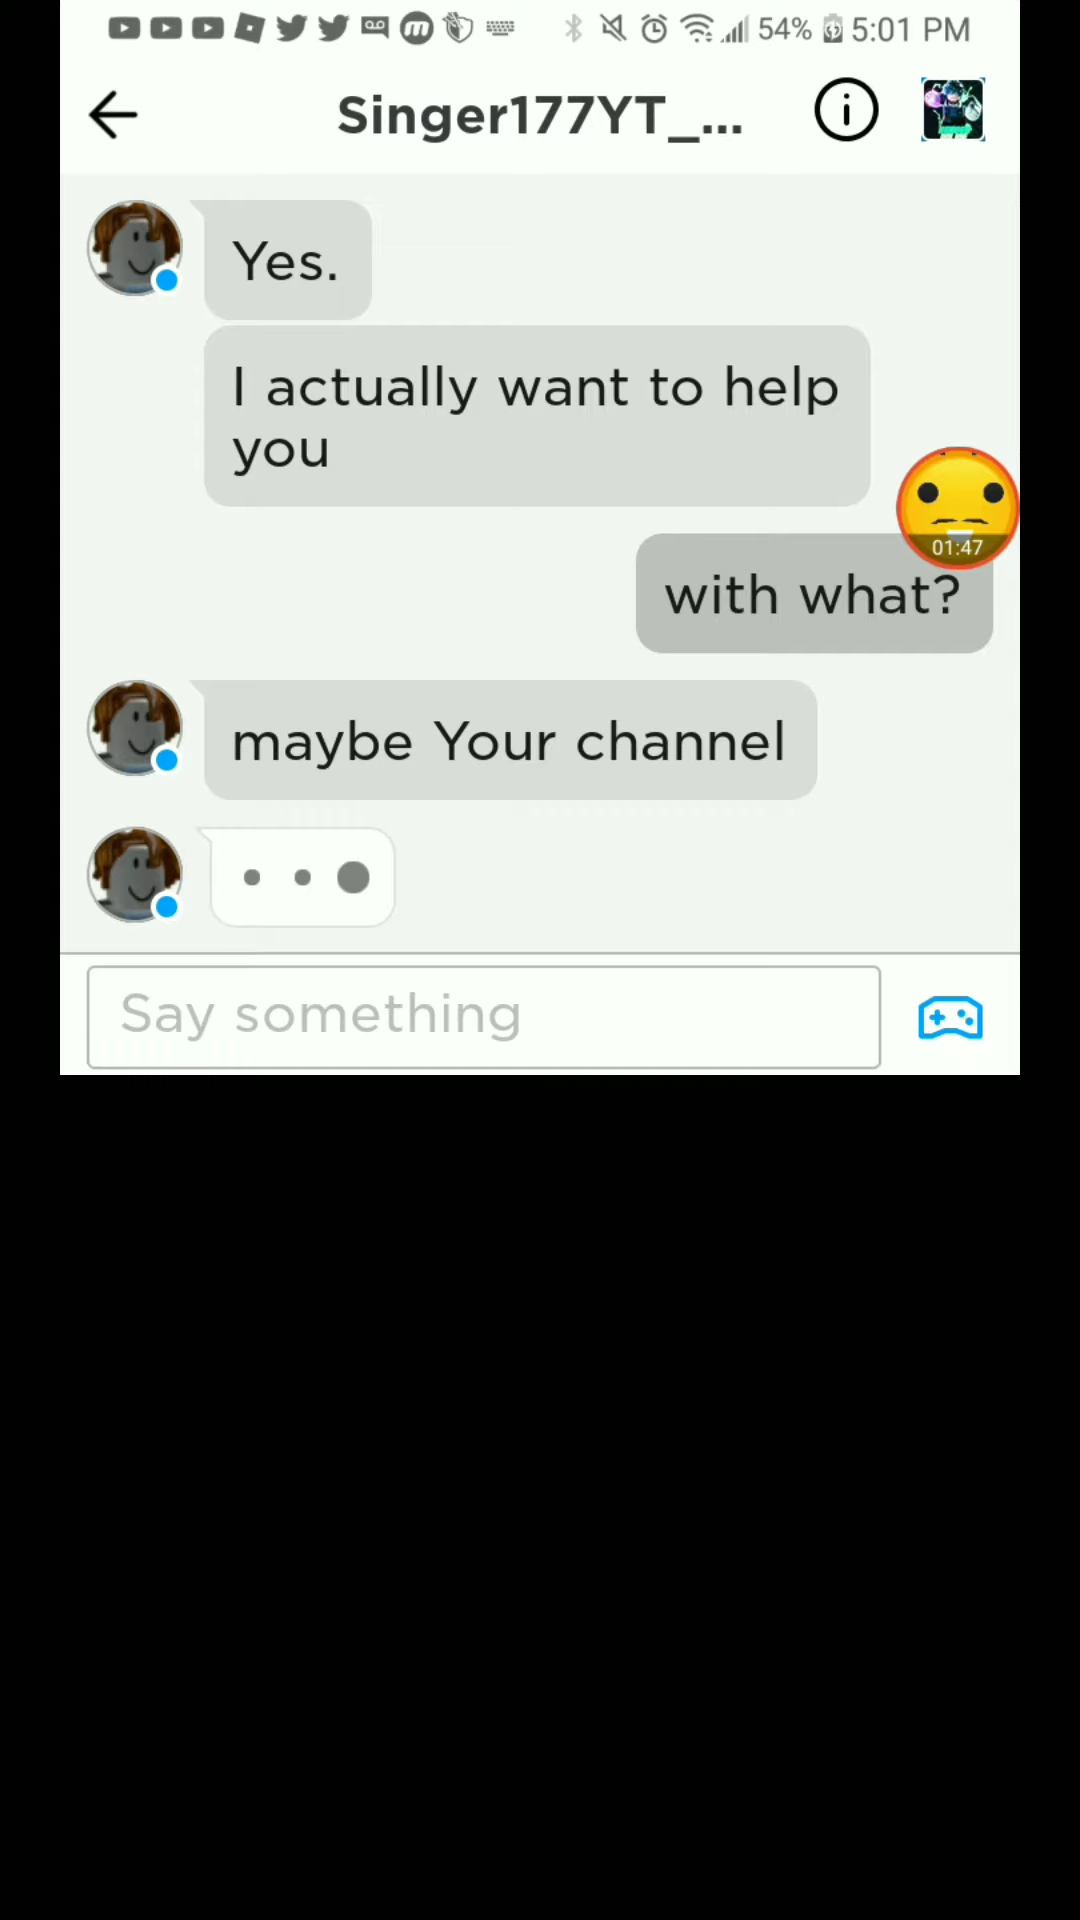 54% 5:01 PM
Singer177YT_...
Yes.
I actually want to help
you
01:47
with what?
maybe Your channel
Say something